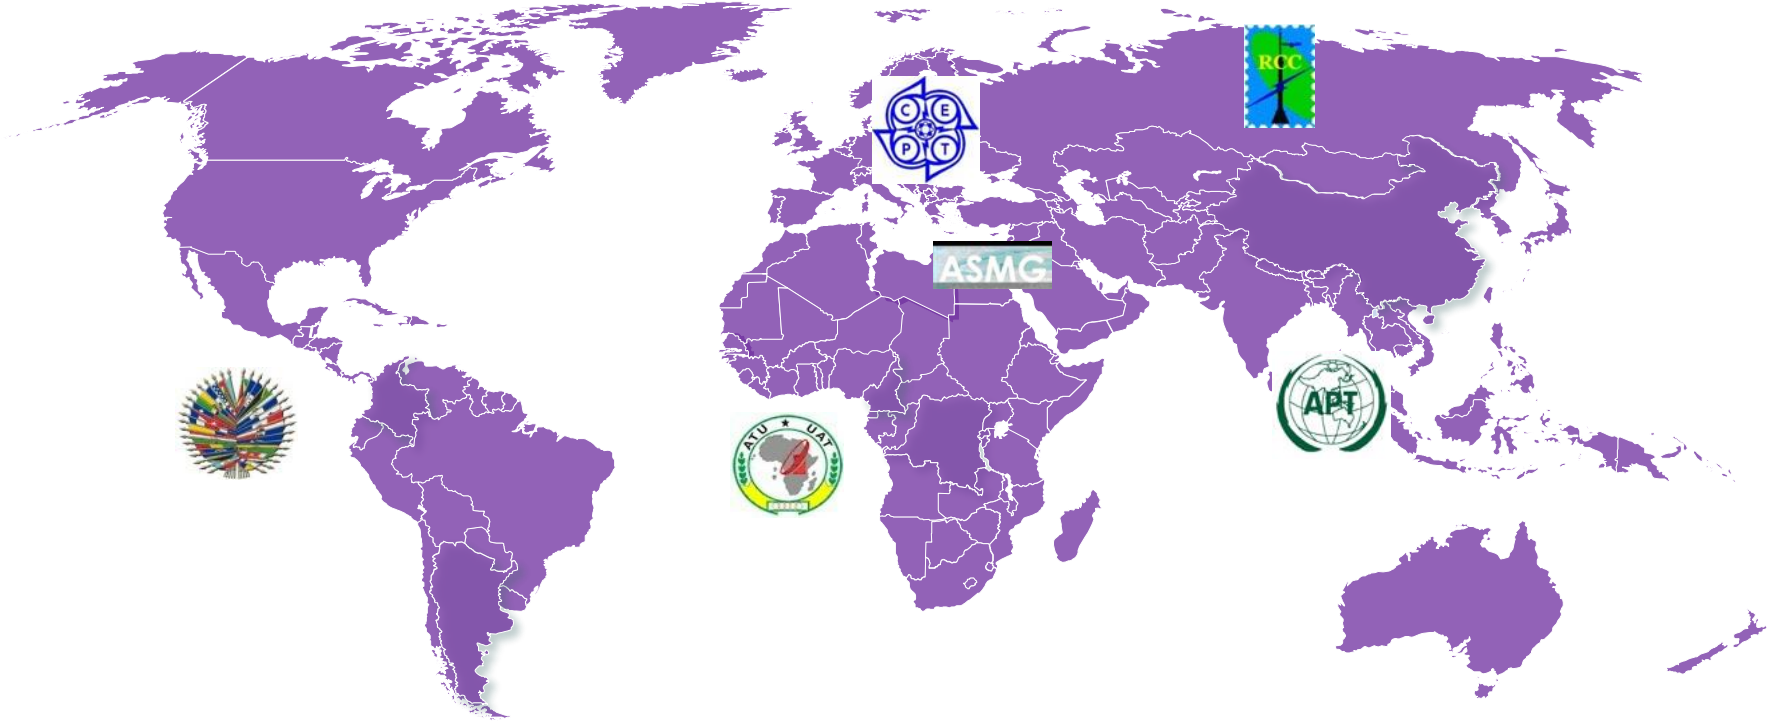 RCC
C E
P T
ASMG
APT
ATU ★ UAT